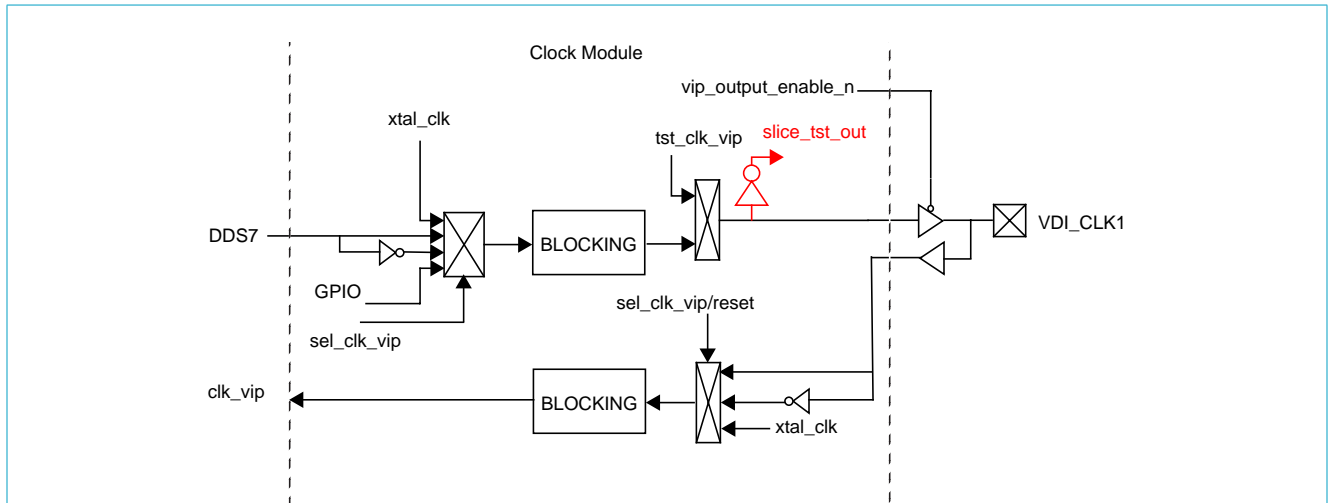 Clock Module
vip_output_enable_n
xtal_clk
tst_clk_vip
slice_tst_out
DDS7
BLOCKING
VDI_CLK1
GPIO
sel_clk_vip
sel_clk_vip/reset
clk_vip
BLOCKING
xtal_clk